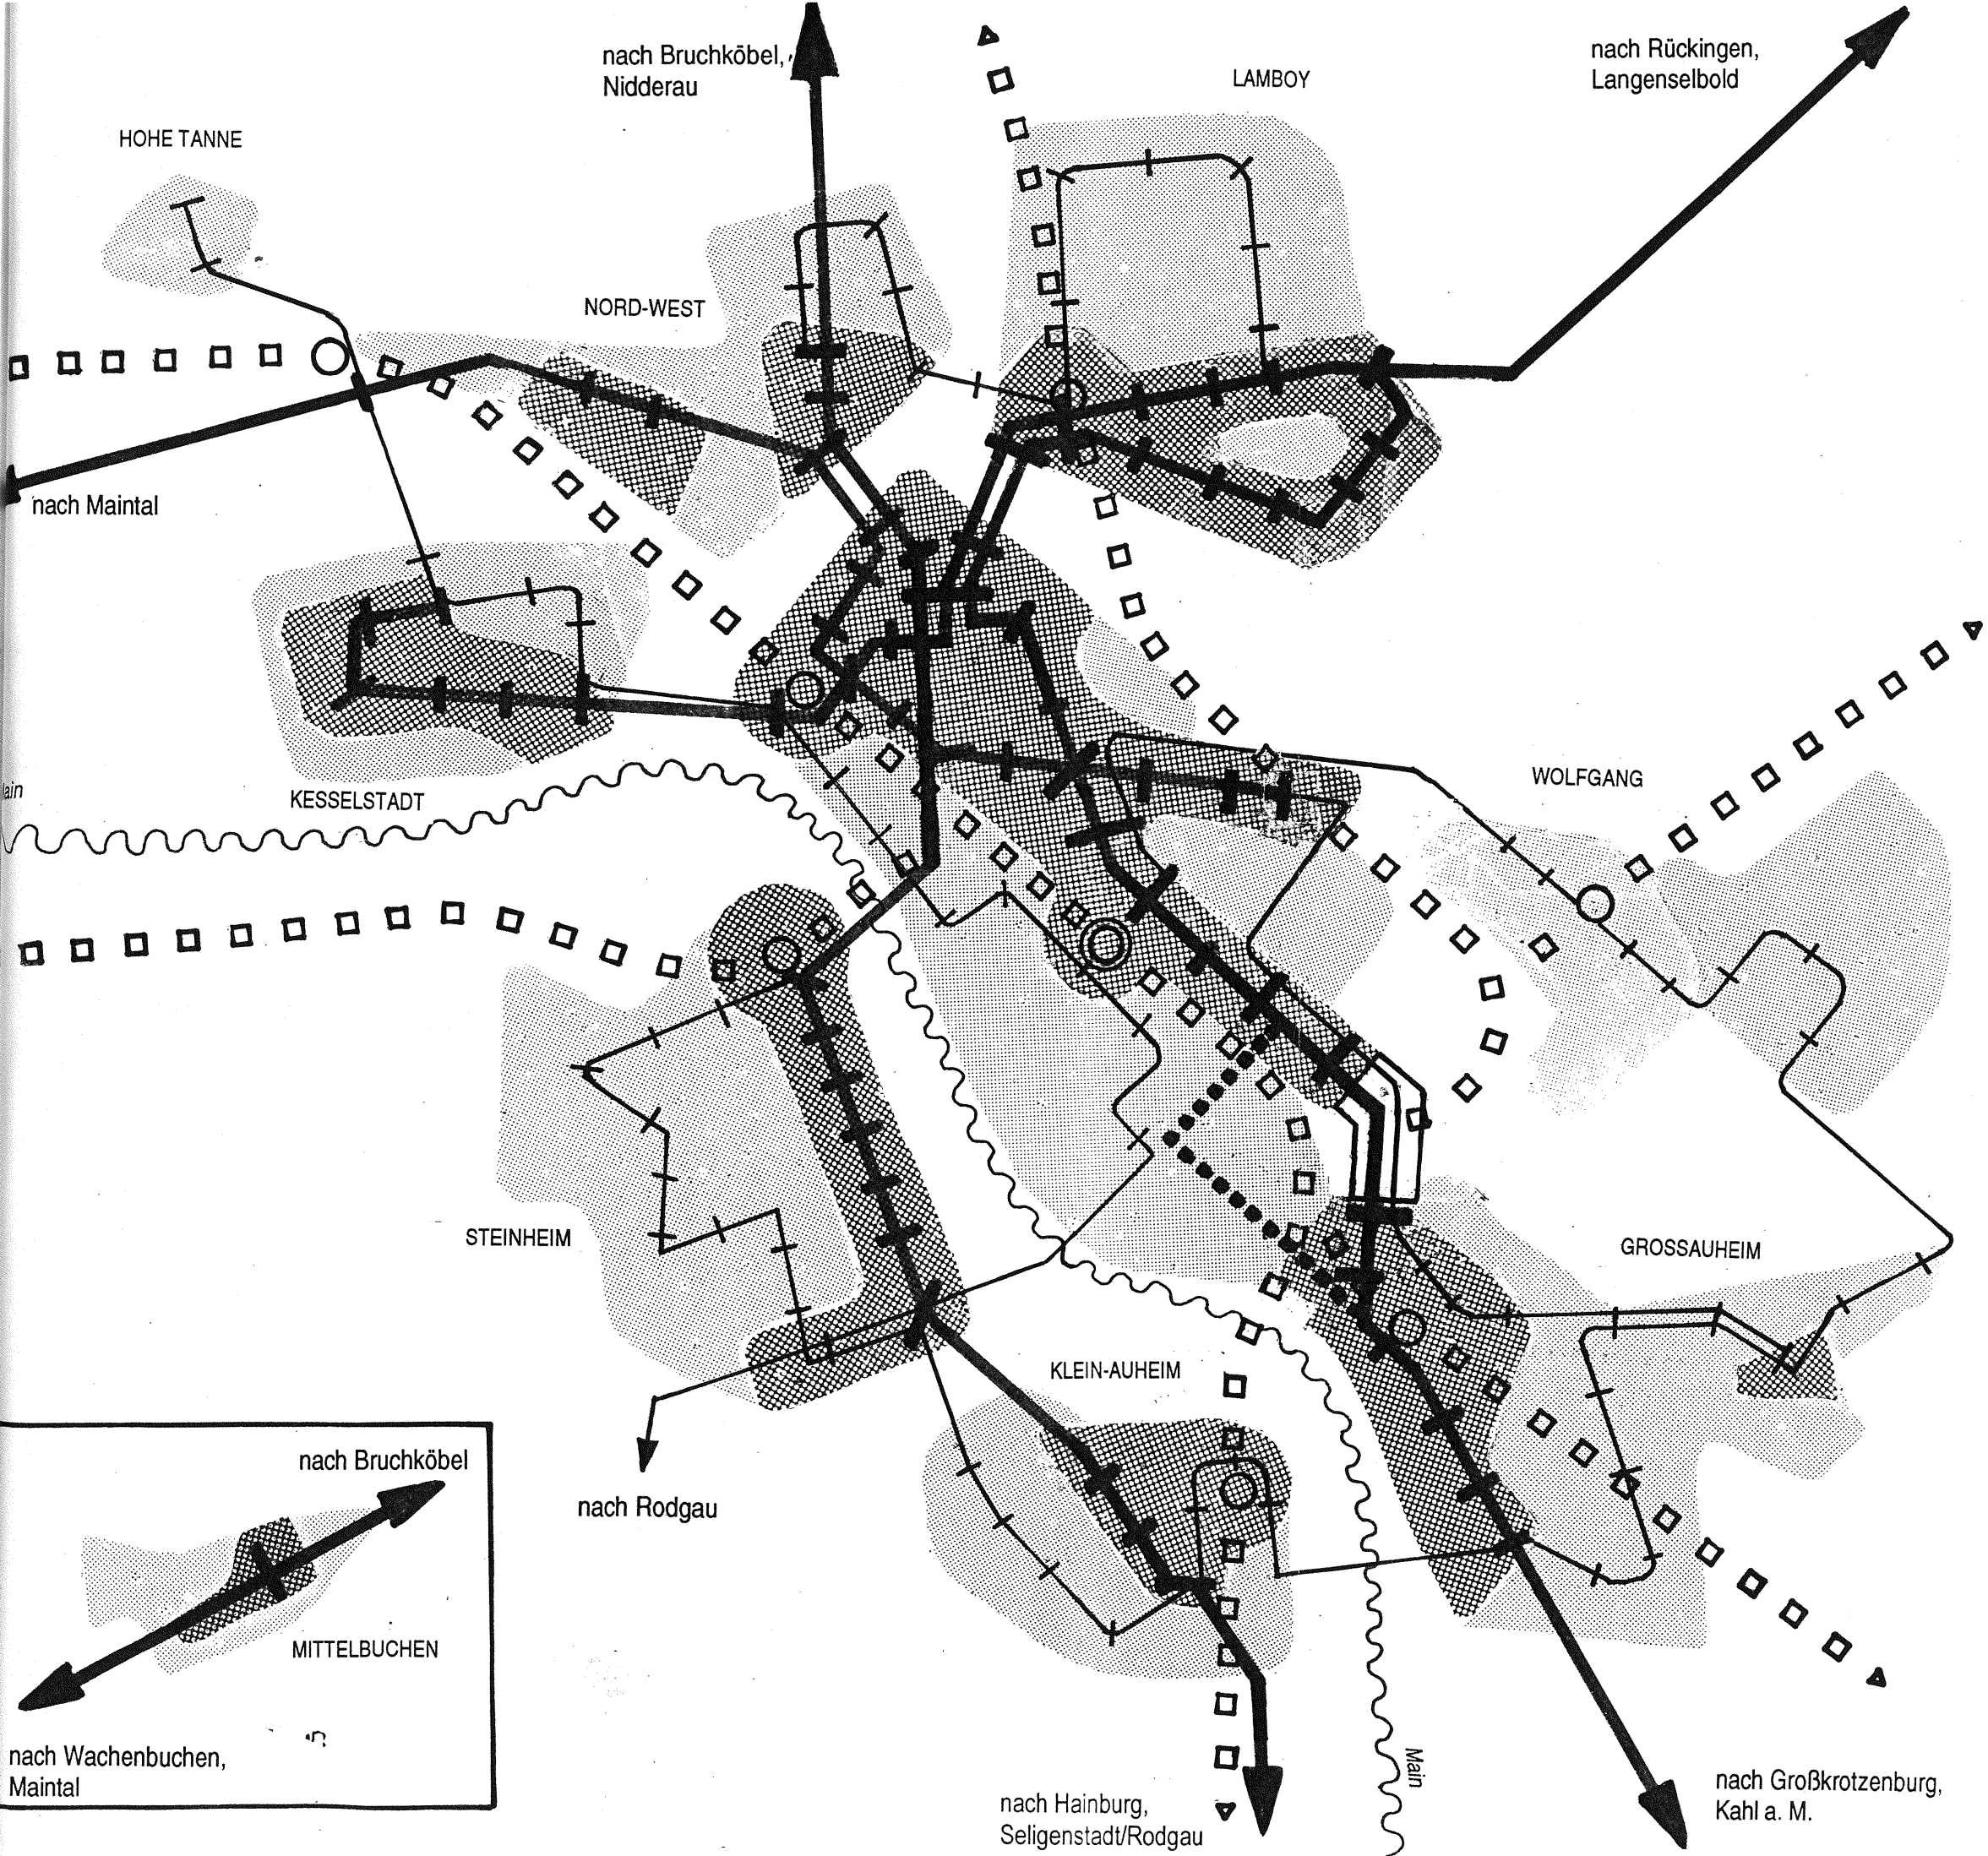 nach Bruchköbel,
Nidderau
LAMBOY
nach Rückingen,
Langenselbold
HOHE TANNE
NORD-WEST
nach Maintal
WOLFGANG
KESSELSTADT
STEINHEIM
GROSSAUHEIM
KLEIN-AUHEIM
nach Rodgau
nach Bruchköbel
MITTELBUCHEN
nach Wachenbuchen,
Maintal
Main
nach Hainburg,
Seligenstadt/Rodgau
nach Großkrotzenburg,
Kahl a. M.